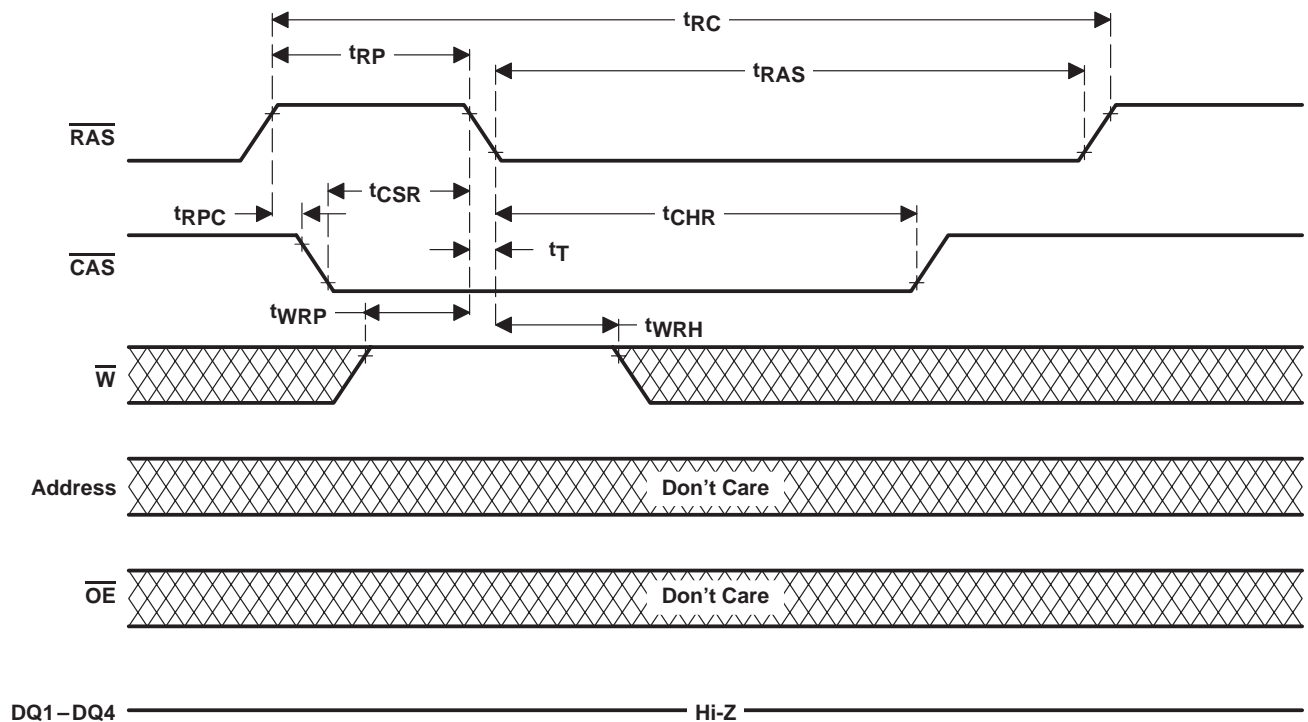 tRC
tRP
tRAS
RAS
tCSR
tRPC
tCHR
tT
CAS
tWRP
tWRH
W
Address
Don't Care
OE
Don't Care
DQ1–DQ4
Hi-Z